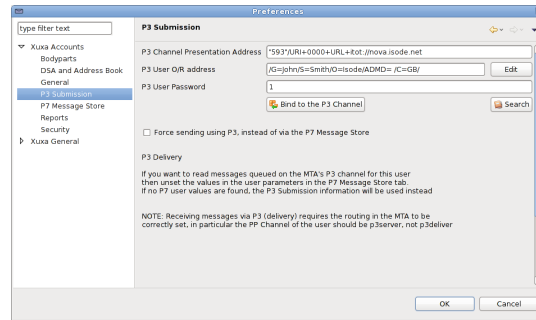 Preferences
type filter text
Xuxa Accounts
Bodyparts
DSA and Address Book
General
P3 Submission
P7 Message Store
Reports
Security
Xuxa General
P3 Submission
P3 Channel Presentation Address "593"/URI+0000+URL+itot://nova.isode.net
P3 User O/R address /G=John/S=Smith/O=Isode/ADMD= /C=GB/ Edit
P3 User Password 1
Bind to the P3 Channel Search
Force sending using P3, instead of via the P7 Message Store
P3 Delivery
If you want to read messages queued on the MTA's P3 channel for this user
then unset the values in the user parameters in the P7 Message Store tab.
If no P7 user values are found, the P3 Submission information will be used instead
NOTE: Receiving messages via P3 (delivery) requires the routing in the MTA to be
correctly set, in particular the PP Channel of the user should be p3server, not p3deliver
OK Cancel